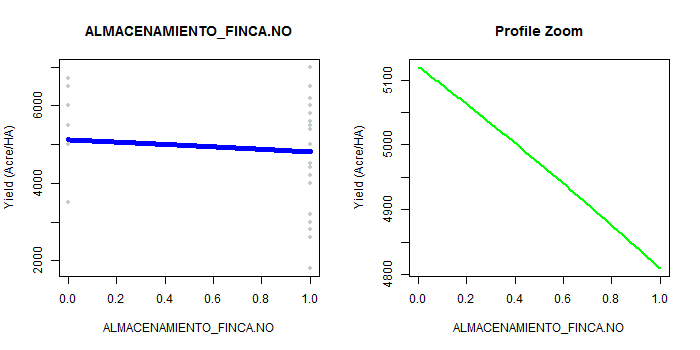 ALMACENAMIENTO_FINCA.NO
Yield (Acre/HA)
6000
4000
2000
0.0 0.2 0.4 0.6 0.8 1.0
ALMACENAMIENTO_FINCA.NO
Profile Zoom
Yield (Acre/HA)
5100
5000
4900
4800
0.0 0.2 0.4 0.6 0.8 1.0
ALMACENAMIENTO_FINCA.NO